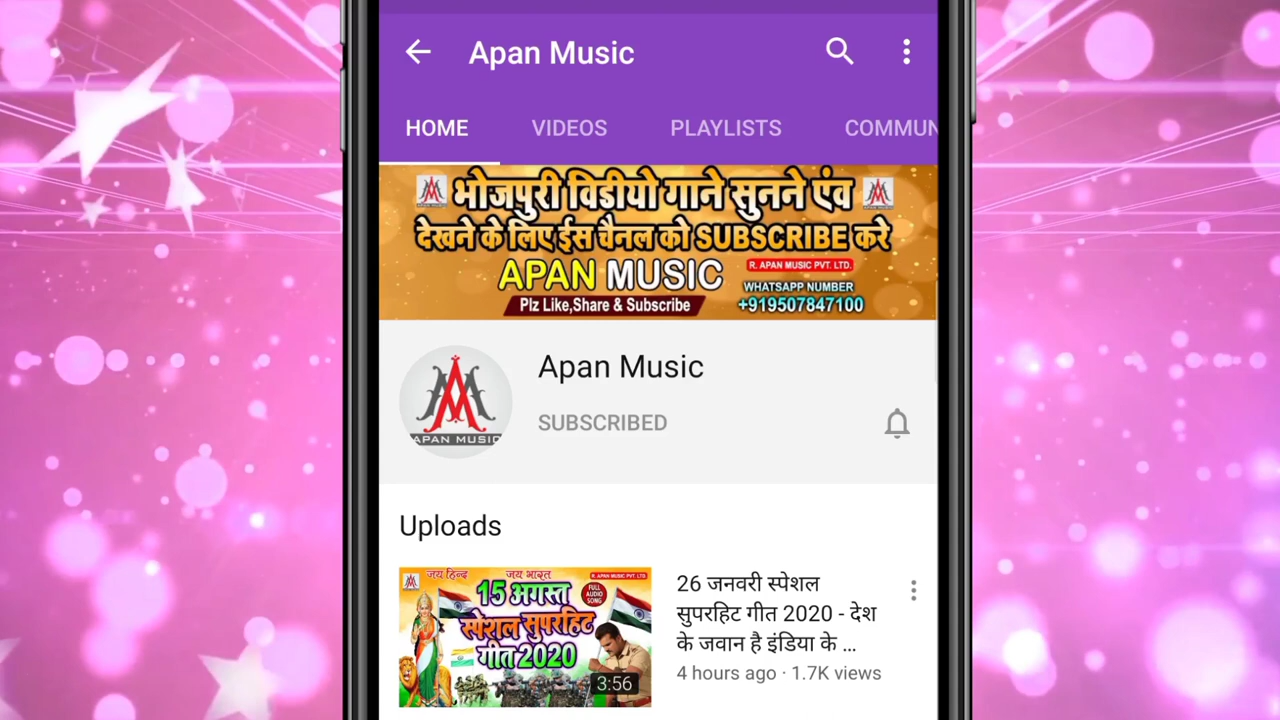 Apan Music
HOME VIDEOS PLAYLISTS COMMUN
भोजपुरी विडीयो गाने सुनने एंव
देखने के लिए ईस चैनल को SUBSCRIBE करे
APAN MUSIC
R. APAN MUSIC PVT. LTD.
WHATSAPP NUMBER
Plz Like,Share & Subscribe
+919507847100
Apan Music
SUBSCRIBED
APAN MUSIC
Uploads
जय हिन्द जय भारत
R. APAN MUSIC PVT. LTD
15 अगस्त
FULL AUDIO SONG
स्पेशल सुपरहिट
गीत 2020
3:56
26 जनवरी स्पेशल
सुपरहिट गीत 2020 - देश
के जवान है इंडिया के ...
4 hours ago · 1.7K views